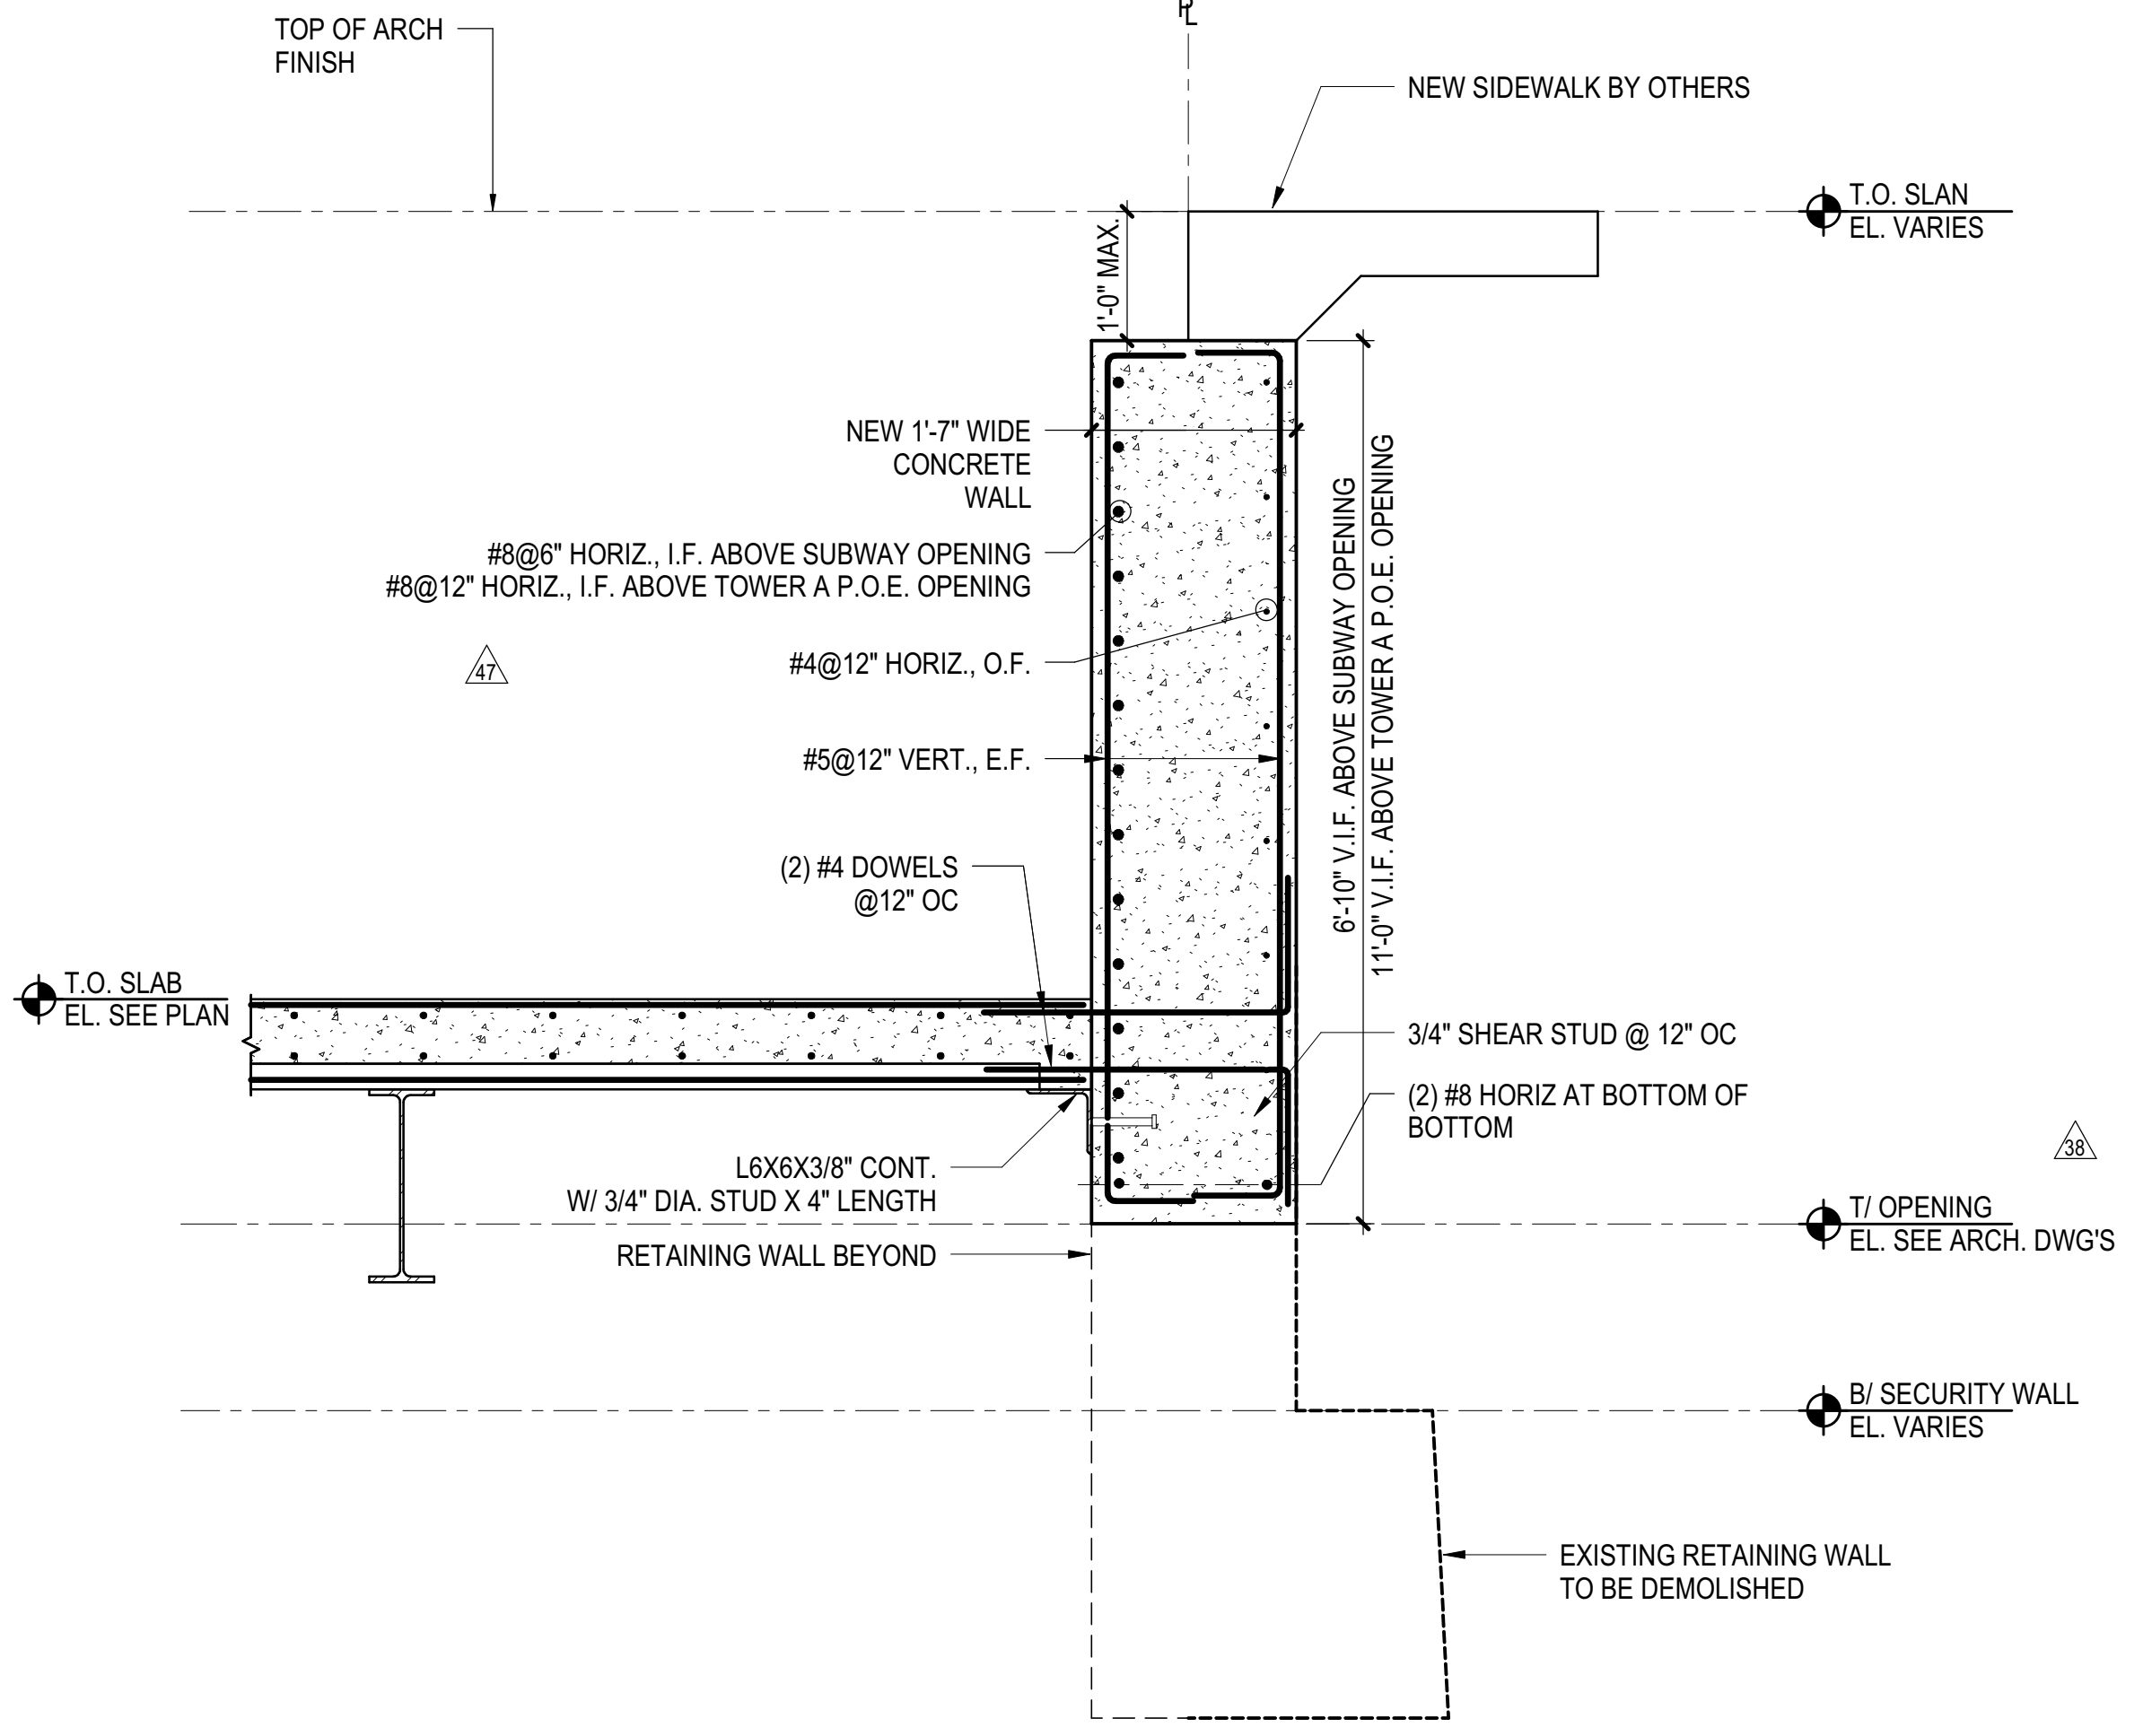 PL
TOP OF ARCH
FINISH
NEW SIDEWALK BY OTHERS
T.O. SLAN
EL. VARIES
1'-0" MAX.
NEW 1'-7" WIDE
CONCRETE
WALL
#8@6" HORIZ., I.F. ABOVE SUBWAY OPENING
#8@12" HORIZ., I.F. ABOVE TOWER A P.O.E. OPENING
47
#4@12" HORIZ., O.F.
#5@12" VERT., E.F.
6'-10" V.I.F. ABOVE SUBWAY OPENING
11'-0" V.I.F. ABOVE TOWER A P.O.E. OPENING
(2) #4 DOWELS
@12" OC
T.O. SLAB
EL. SEE PLAN
3/4" SHEAR STUD @ 12" OC
(2) #8 HORIZ AT BOTTOM OF
BOTTOM
38
L6X6X3/8" CONT.
W/ 3/4" DIA. STUD X 4" LENGTH
T/ OPENING
EL. SEE ARCH. DWG'S
RETAINING WALL BEYOND
B/ SECURITY WALL
EL. VARIES
EXISTING RETAINING WALL
TO BE DEMOLISHED